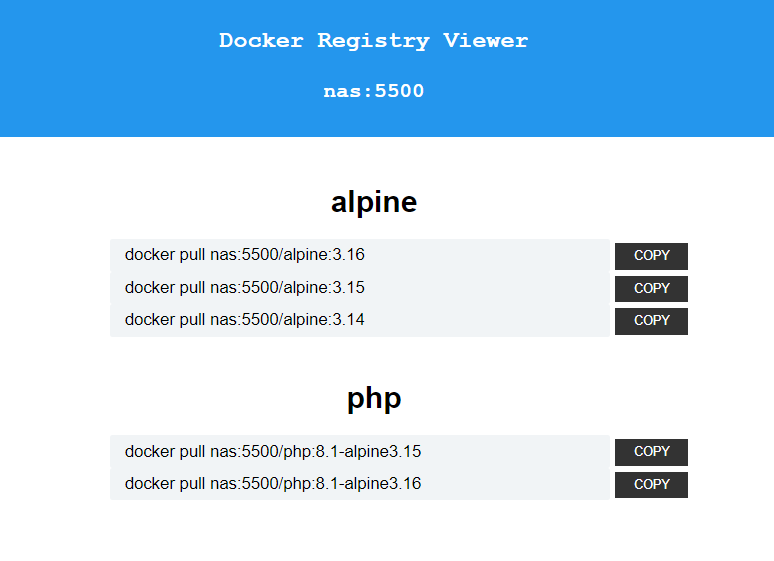 Docker Registry Viewer
nas:5500
alpine
docker pull nas:5500/alpine:3.16 COPY
docker pull nas:5500/alpine:3.15 COPY
docker pull nas:5500/alpine:3.14 COPY
php
docker pull nas:5500/php:8.1-alpine3.15 COPY
docker pull nas:5500/php:8.1-alpine3.16 COPY